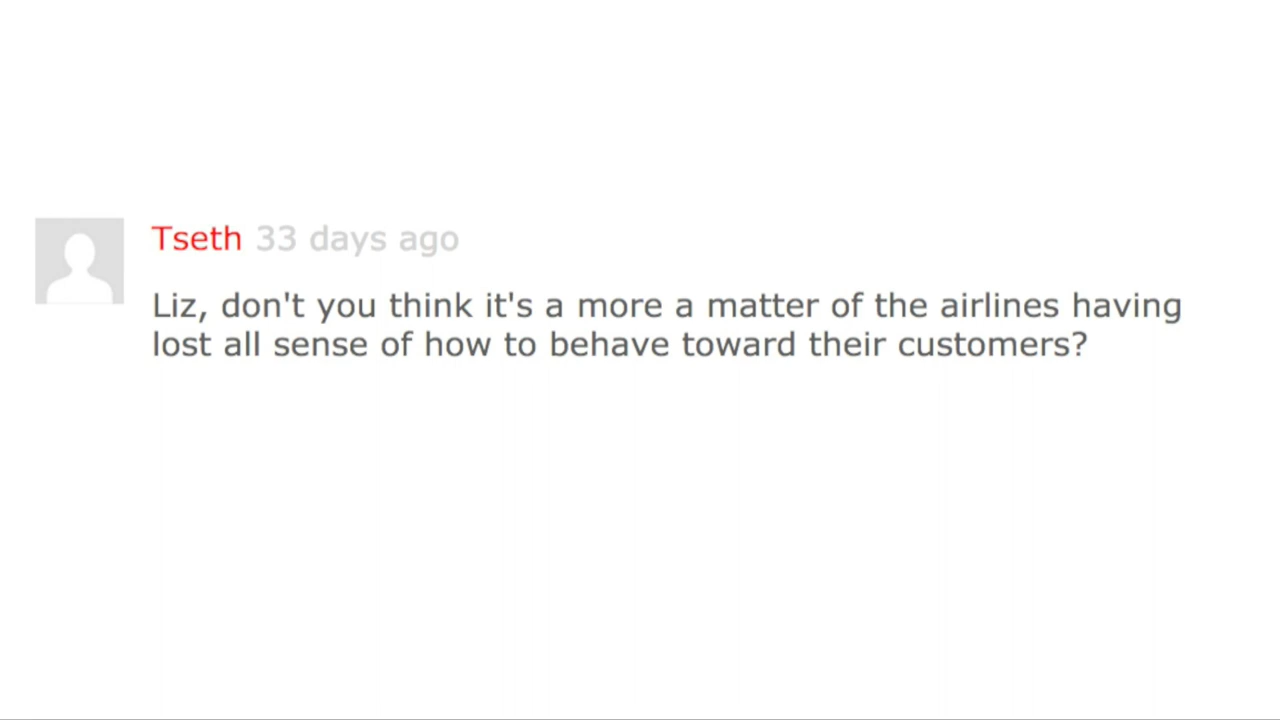 Tseth 33 days ago
Liz, don't you think it's a more a matter of the airlines having
lost all sense of how to behave toward their customers?